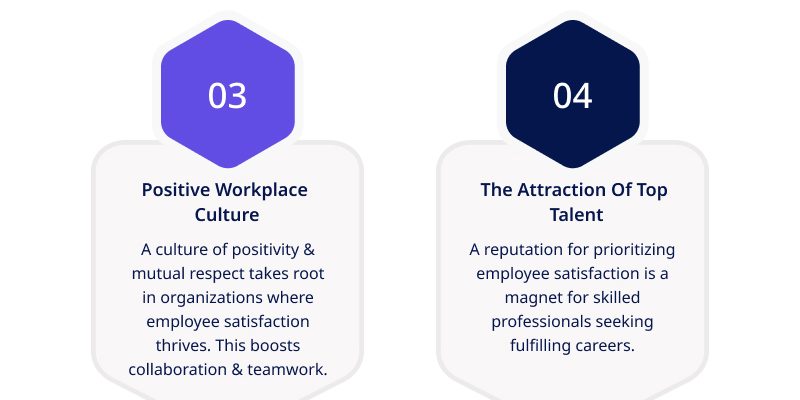 03
Positive Workplace
Culture
A culture of positivity &
mutual respect takes root
in organizations where
employee satisfaction
thrives. This boosts
collaboration & teamwork.
04
The Attraction Of Top
Talent
A reputation for prioritizing
employee satisfaction is a
magnet for skilled
professionals seeking
fulfilling careers.